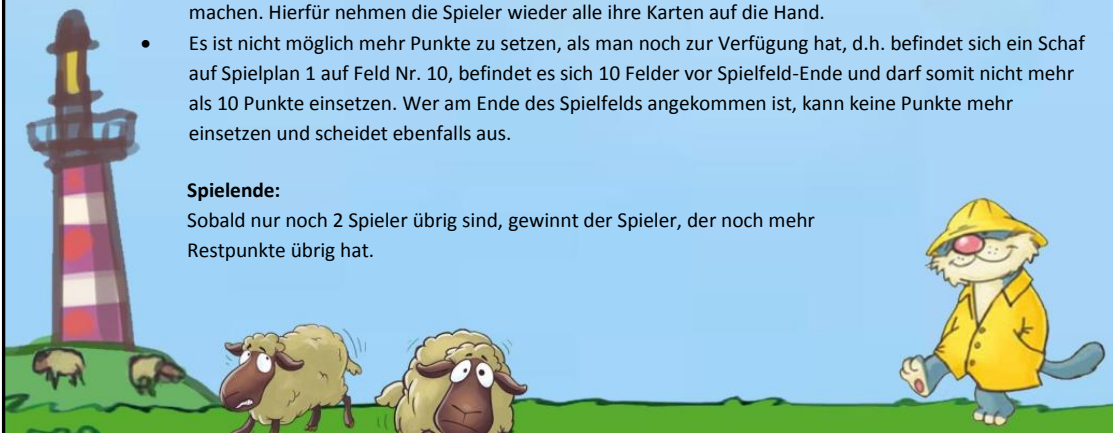 machen. Hierfür nehmen die Spieler wieder alle ihre Karten auf die Hand.
• Es ist nicht möglich mehr Punkte zu setzen, als man noch zur Verfügung hat, d.h. befindet sich ein Schaf
auf Spielplan 1 auf Feld Nr. 10, befindet es sich 10 Felder vor Spielfeld-Ende und darf somit nicht mehr
als 10 Punkte einsetzen. Wer am Ende des Spielfelds angekommen ist, kann keine Punkte mehr
einsetzen und scheidet ebenfalls aus.
Spielende:
Sobald nur noch 2 Spieler übrig sind, gewinnt der Spieler, der noch mehr
Restpunkte übrig hat.